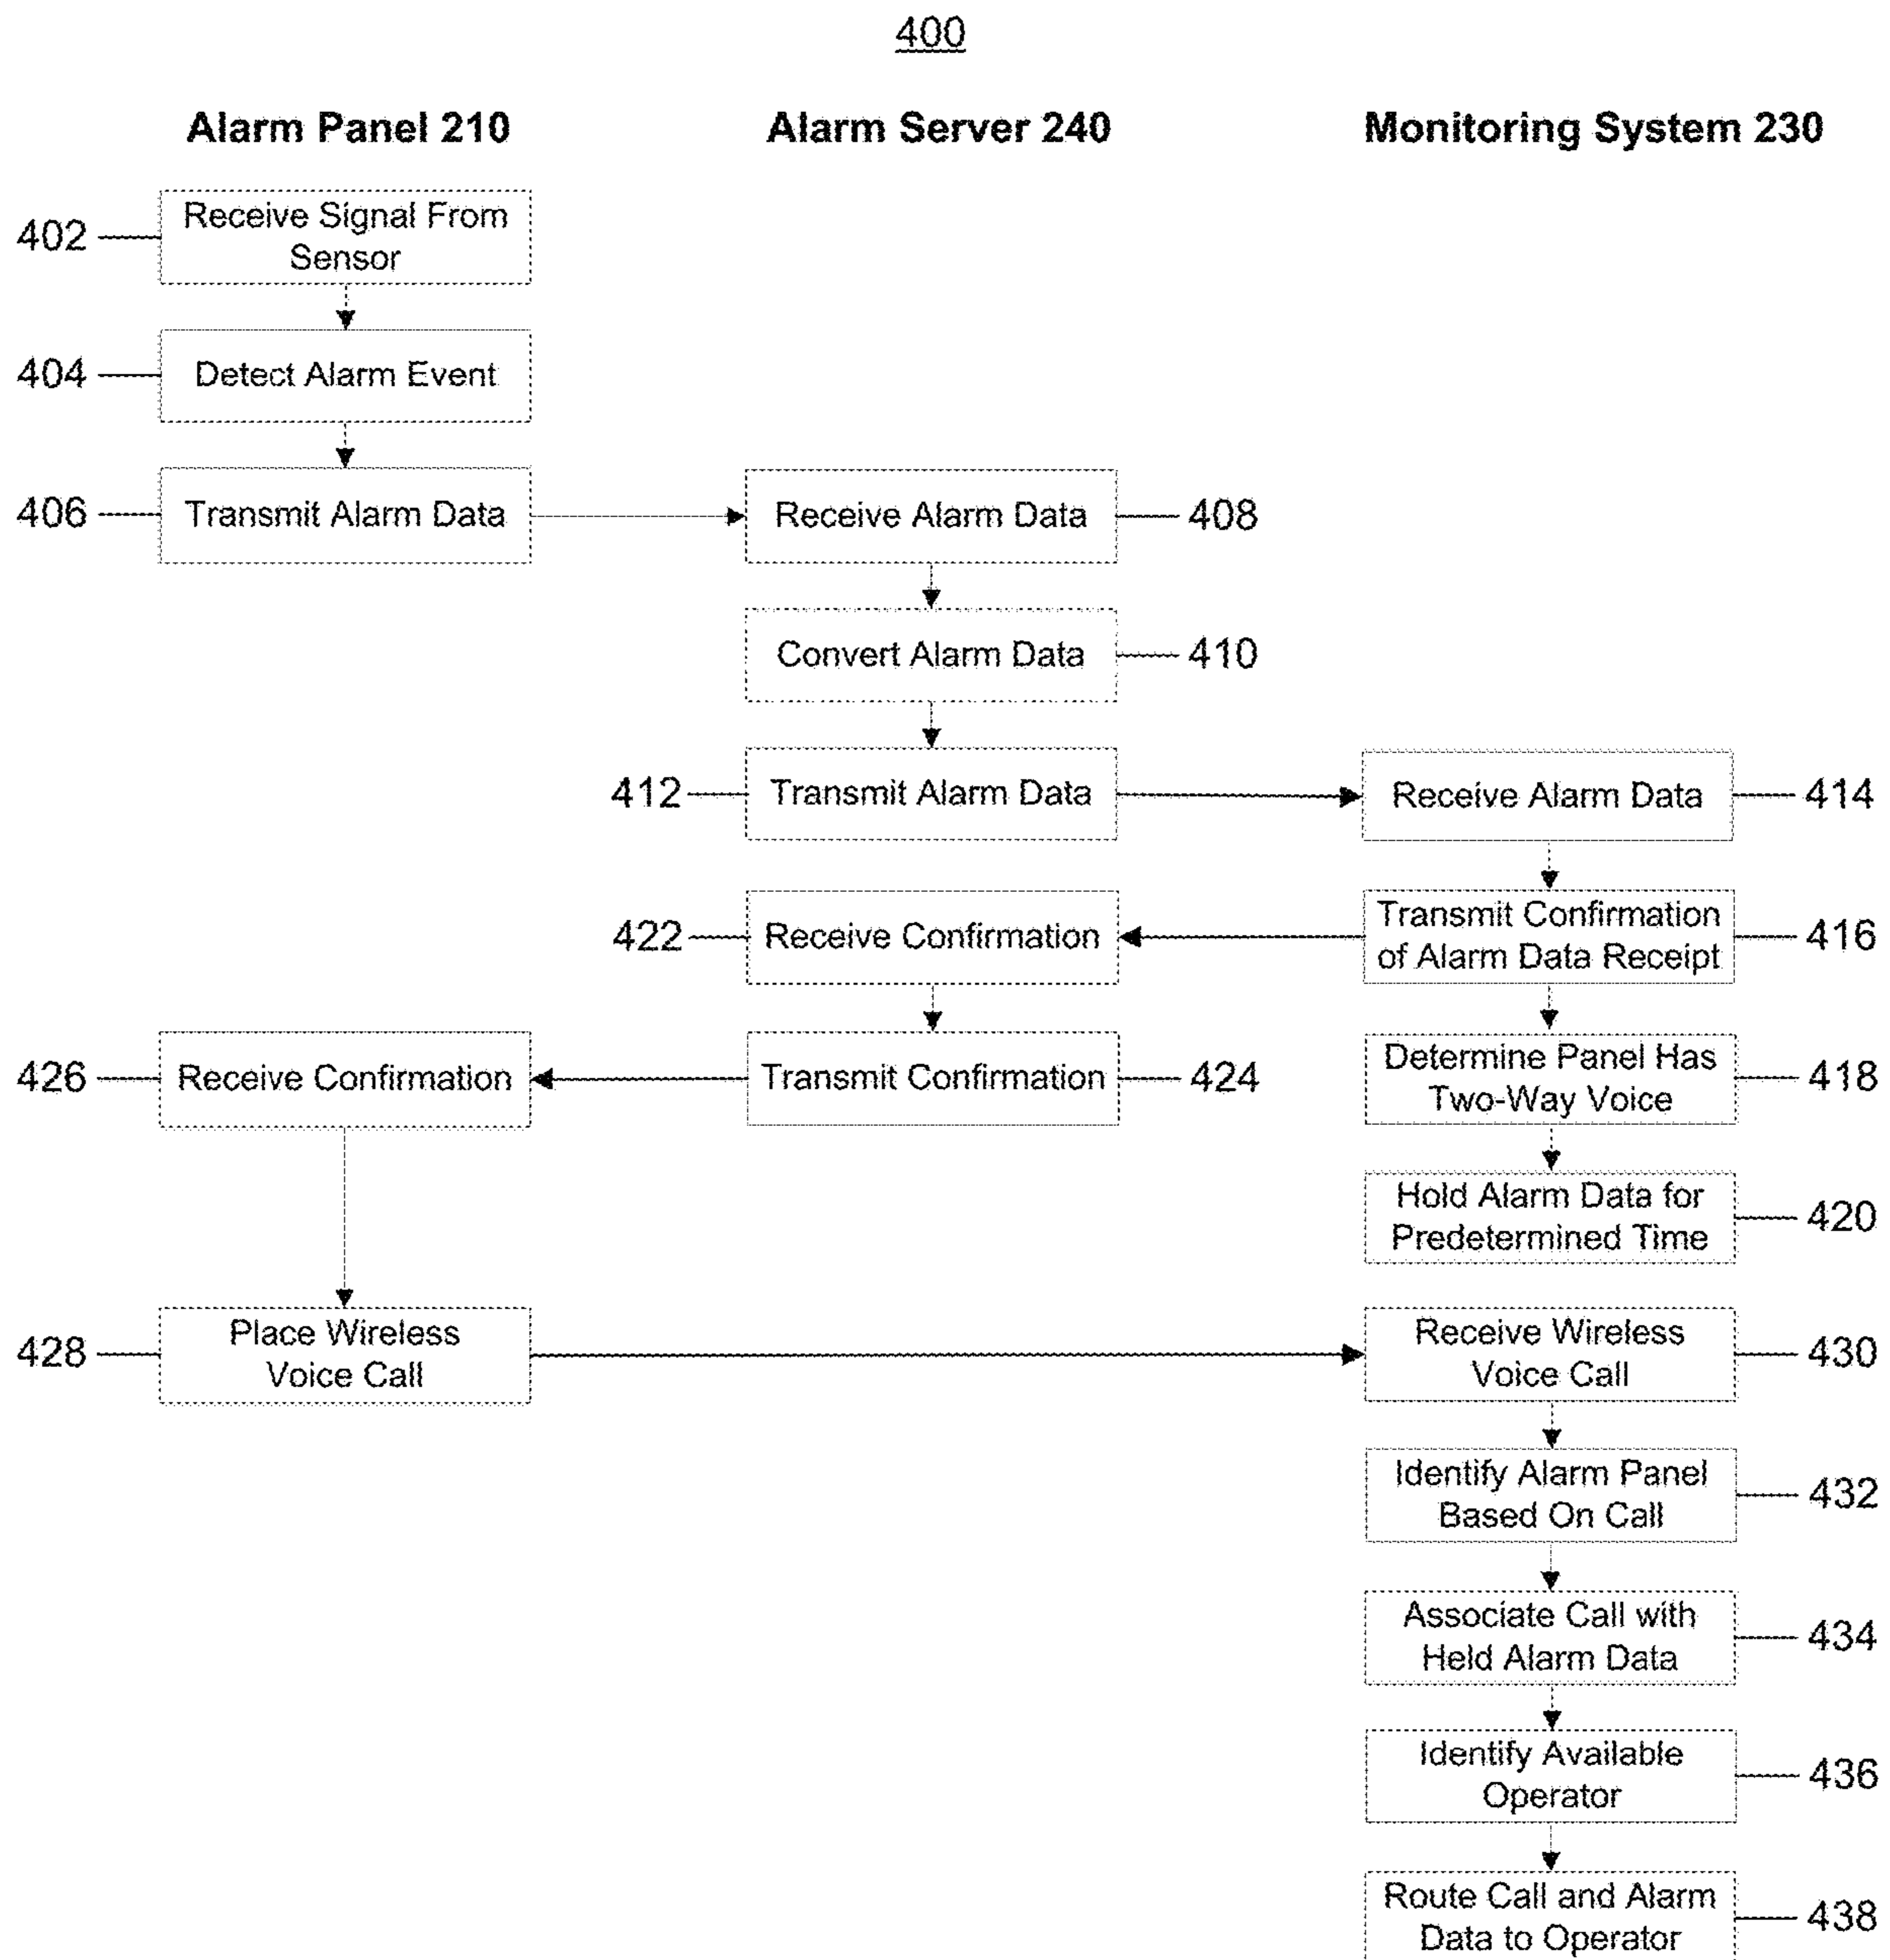 400
Alarm Panel 210
Alarm Server 240
Monitoring System 230
402
Receive Signal From
Sensor
404
Detect Alarm Event
406
Transmit Alarm Data
Receive Alarm Data
408
Convert Alarm Data
410
412
Transmit Alarm Data
Receive Alarm Data
414
422
Receive Confirmation
Transmit Confirmation
of Alarm Data Receipt
416
426
Receive Confirmation
Transmit Confirmation
424
Determine Panel Has
Two-Way Voice
418
Hold Alarm Data for
Predetermined Time
420
428
Place Wireless
Voice Call
Receive Wireless
Voice Call
430
Identify Alarm Panel
Based On Call
432
Associate Call with
Held Alarm Data
434
Identify Available
Operator
436
Route Call and Alarm
Data to Operator
438